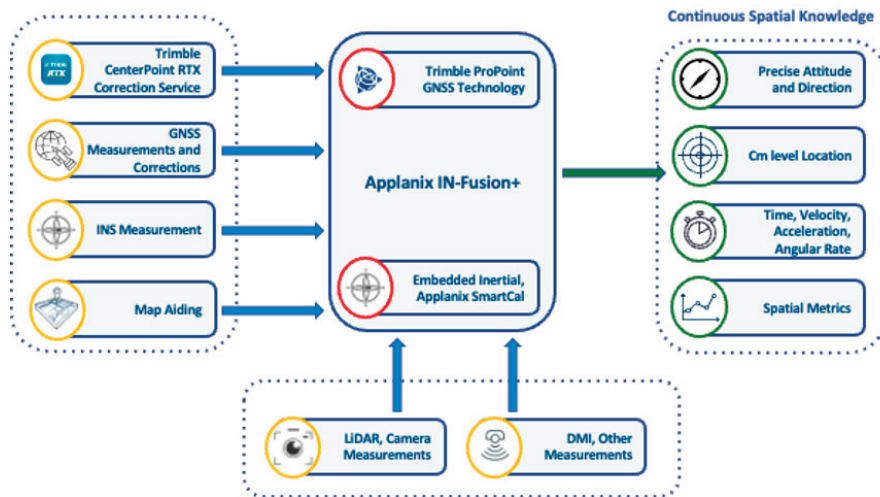 Continuous Spatial Knowledge
Trimble
CenterPoint RTX
Correction Service
RTX
GNSS
Measurements and
Corrections
INS Measurement
Map Aiding
Trimble ProPoint
GNSS Technology
Applanix IN-Fusion+
Embedded Inertial,
Applanix SmartCal
LiDAR, Camera
Measurements
DMI, Other
Measurements
Precise Attitude
and Direction
Cm level Location
Time, Velocity,
Acceleration,
Angular Rate
Spatial Metrics